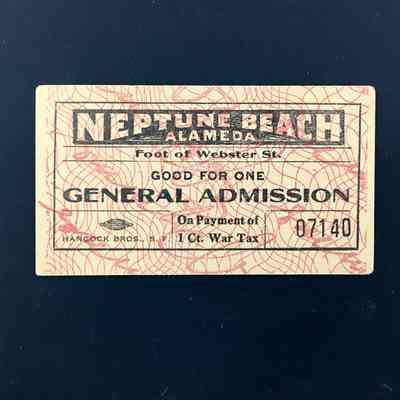 NEPTUNE BEACH
ALAMEDA
Foot of Webster St.
GOOD FOR ONE
GENERAL ADMISSION
HANCOCK BROS., S. F.
On Payment of
1 Ct. War Tax
07140